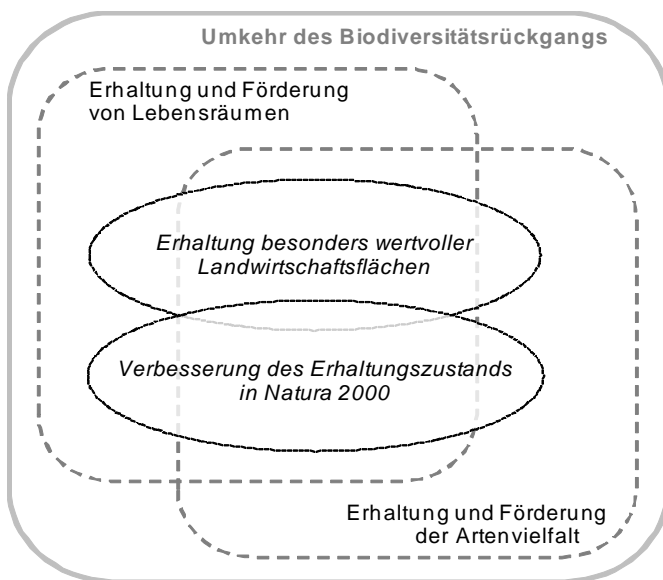 Umkehr des Biodiversitätsrückgangs
Erhaltung und Förderung
von Lebensräumen
Erhaltung besonders wertvoller
Landwirtschaftsflächen
Verbesserung des Erhaltungszustands
in Natura 2000
Erhaltung und Förderung
der Artenvielfalt